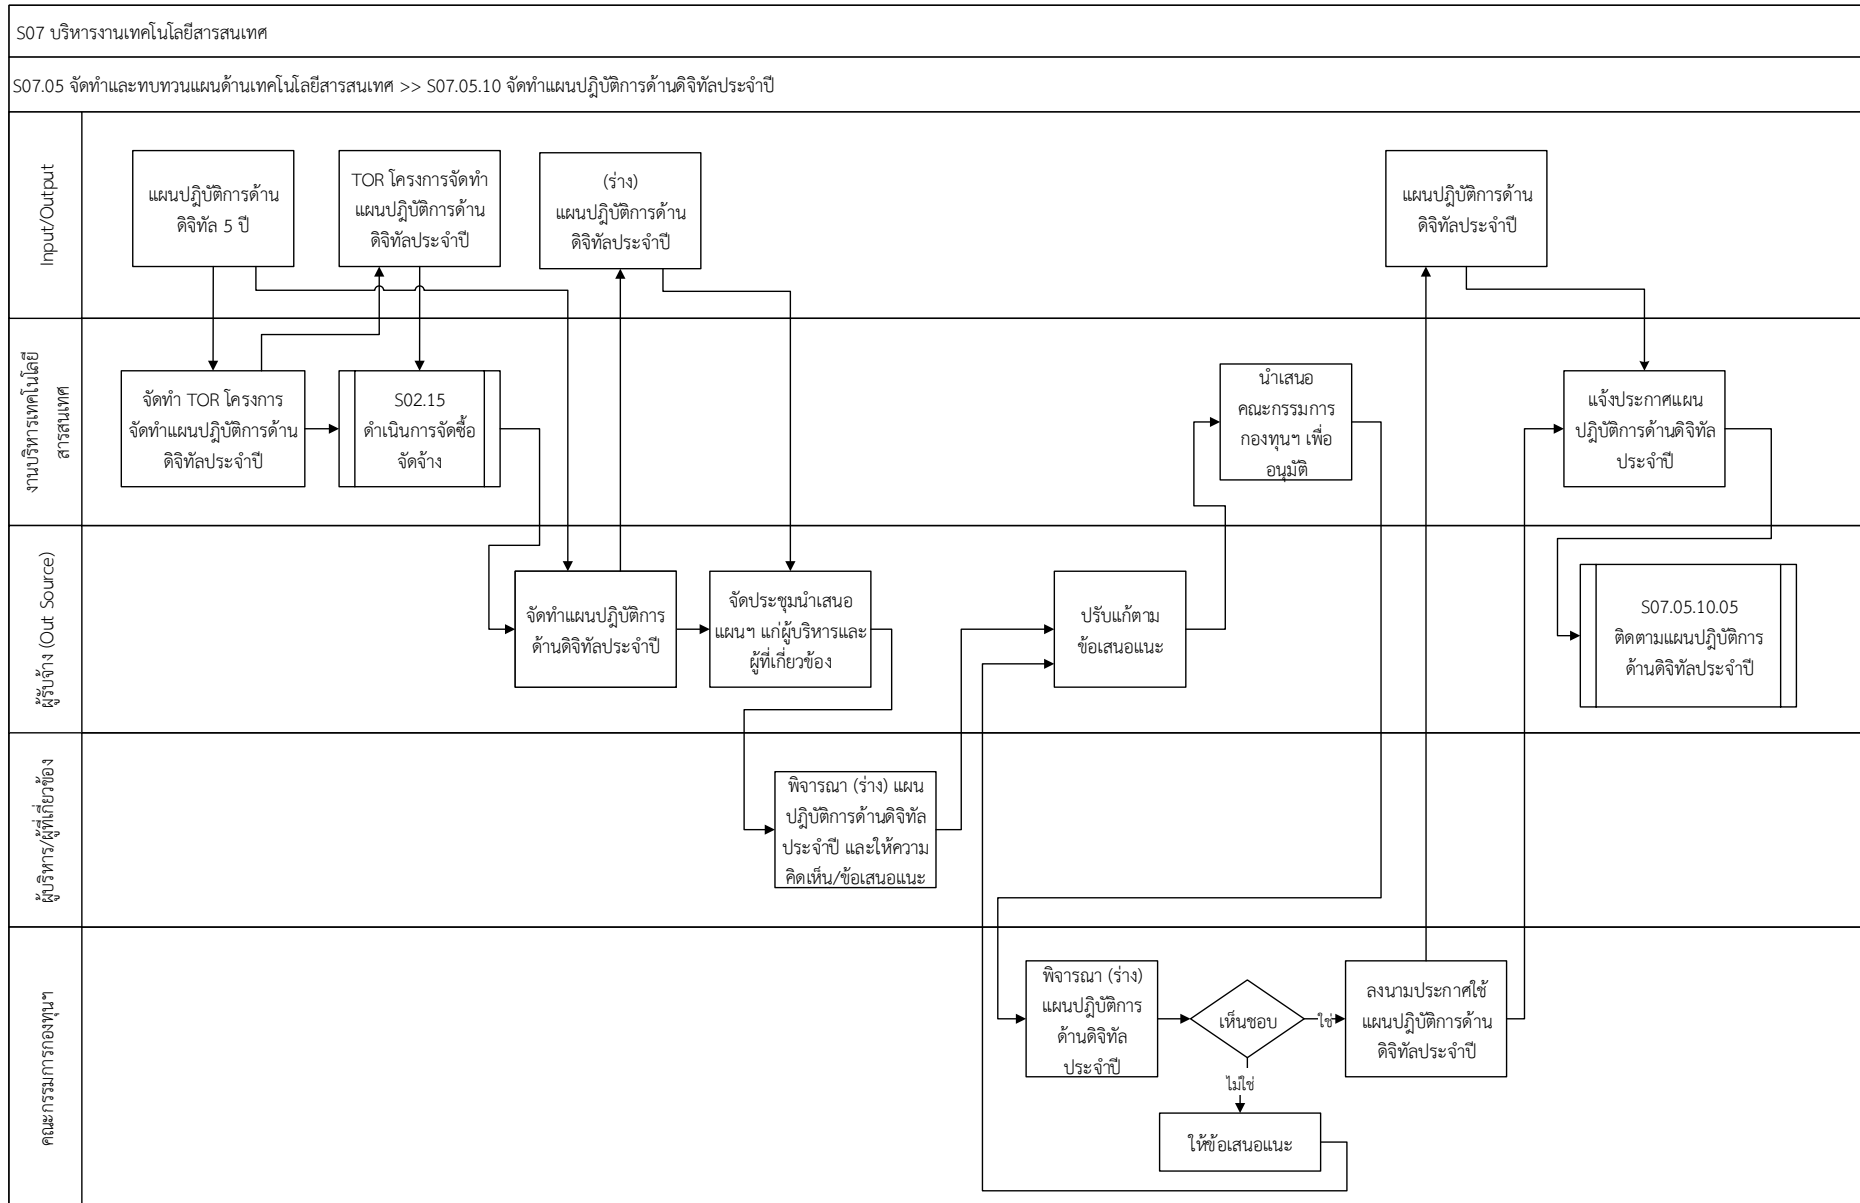 S07 บริหารงานเทคโนโลยีสารสนเทศ
S07.05 จัดทำและทบทวนแผนด้านเทคโนโลยีสารสนเทศ >> S07.05.10 จัดทำแผนปฎิบัติการด้านดิจิทัลประจำปี
Input/Output
แผนปฎิบัติการด้าน
ดิจิทัล 5 ปี
TOR โครงการจัดทำ
แผนปฎิบัติการด้าน
ดิจิทัลประจำปี
(ร่าง)
แผนปฎิบัติการด้าน
ดิจิทัลประจำปี
แผนปฎิบัติการด้าน
ดิจิทัลประจำปี
งานบริหารเทคโนโลยี
สารสนเทศ
จัดทำ TOR โครงการ
จัดทำแผนปฎิบัติการด้าน
ดิจิทัลประจำปี
S02.15
ดำเนินการจัดซื้อ
จัดจ้าง
นำเสนอ
คณะกรรมการ
กองทุนฯ เพื่อ
อนุมัติ
แจ้งประกาศแผน
ปฎิบัติการด้านดิจิทัล
ประจำปี
ผู้รับจ้าง (Out Source)
จัดทำแผนปฎิบัติการ
ด้านดิจิทัลประจำปี
จัดประชุมนำเสนอ
แผนฯ แก่ผู้บริหารและ
ผู้ที่เกี่ยวข้อง
ปรับแก้ตาม
ข้อเสนอแนะ
S07.05.10.05
ติดตามแผนปฎิบัติการ
ด้านดิจิทัลประจำปี
ผู้บริหาร/ผู้ที่เกี่ยวข้อง
พิจารณา (ร่าง) แผน
ปฎิบัติการด้านดิจิทัล
ประจำปี และให้ความ
คิดเห็น/ข้อเสนอแนะ
คณะกรรมการกองทุนฯ
พิจารณา (ร่าง)
แผนปฎิบัติการ
ด้านดิจิทัล
ประจำปี
เห็นชอบ
ใช่
ลงนามประกาศใช้
แผนปฎิบัติการด้าน
ดิจิทัลประจำปี
ไม่ใช่
ให้ข้อเสนอแนะ